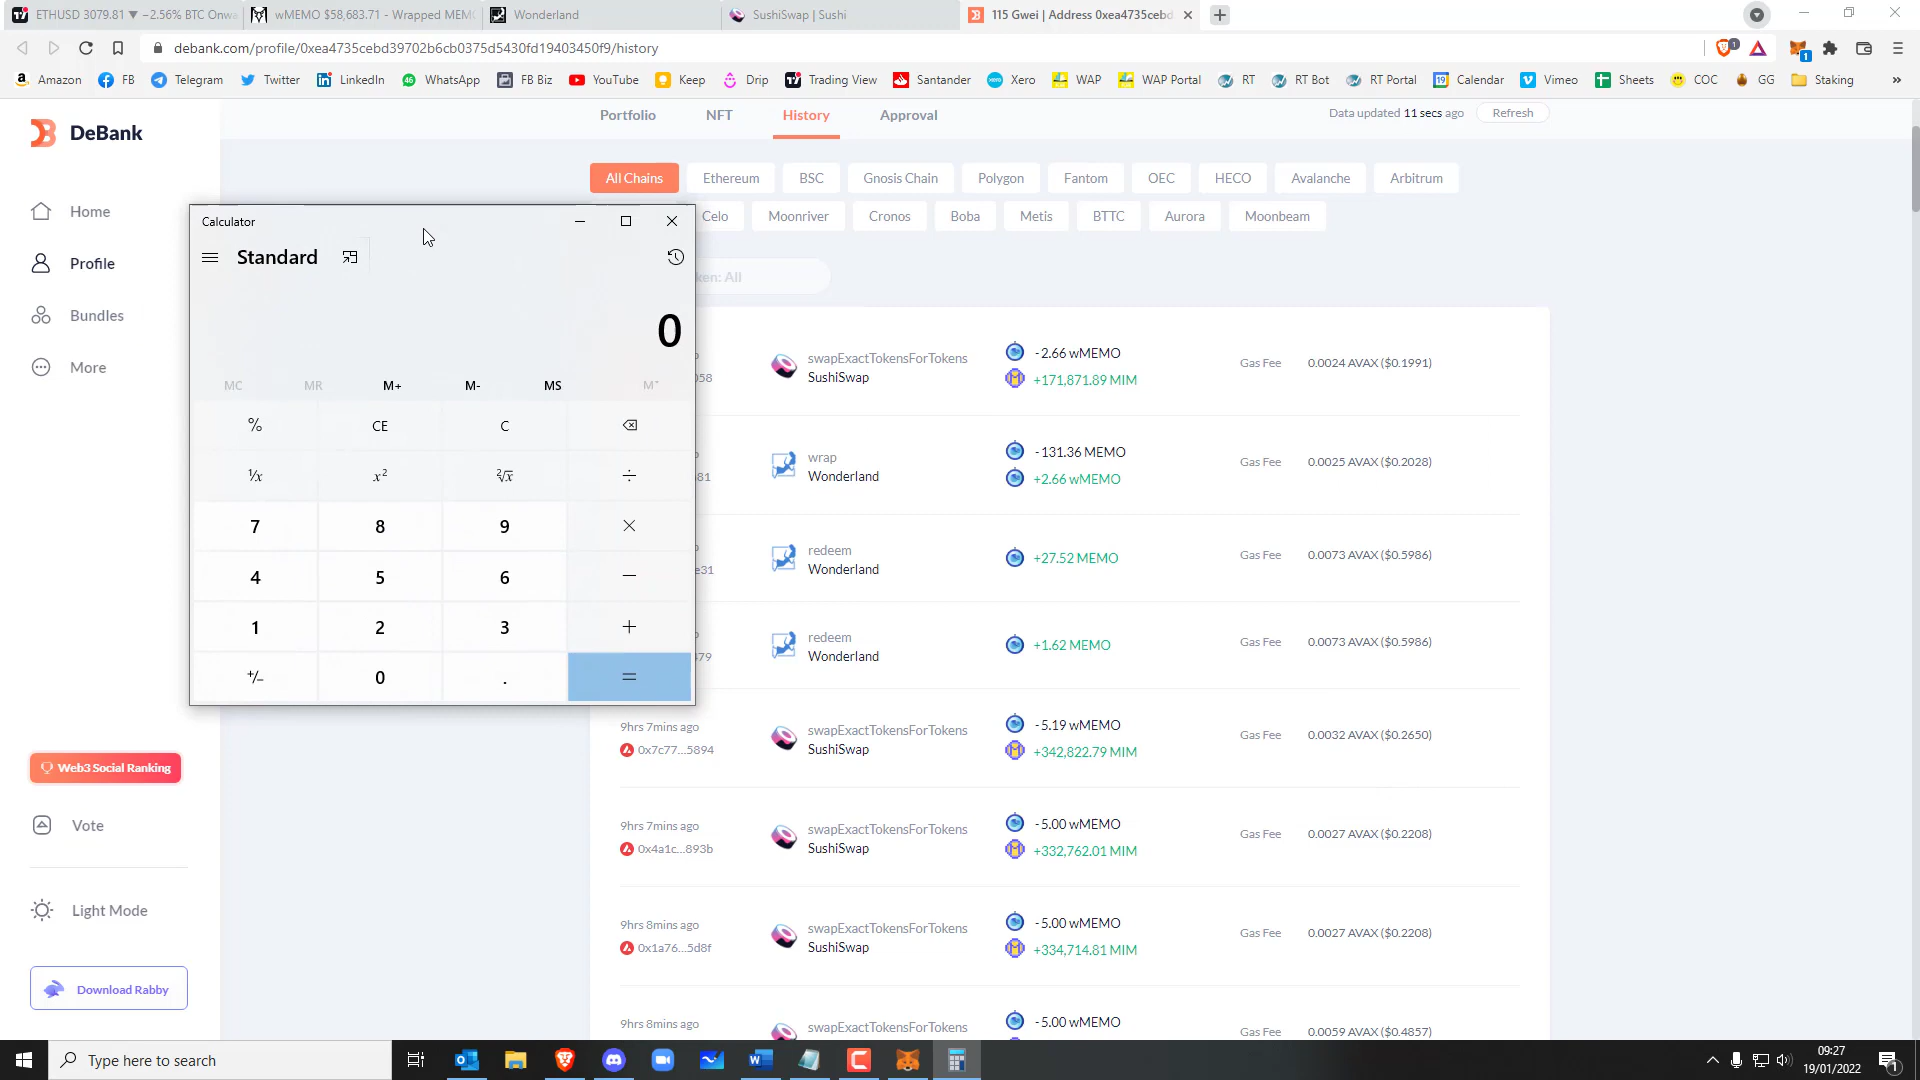 ETHUSD 3079.81 ▼ −2.56% BTC Onwa
wMEMO $58,683.71 - Wrapped MEMO
Wonderland
SushiSwap | Sushi
115 Gwei | Address 0xea4735cebd
debank.com/profile/0xea4735cebd39702b6cb0375d5430fd19403450f9/history
Amazon FB Telegram Twitter LinkedIn WhatsApp FB Biz YouTube Keep Drip Trading View Santander Xero WAP WAP Portal RT RT Bot RT Portal Calendar Vimeo Sheets COC GG Staking »
DeBank
Portfolio NFT History Approval
Data updated 11 secs ago Refresh
All Chains Ethereum BSC Gnosis Chain Polygon Fantom OEC HECO Avalanche Arbitrum
Celo Moonriver Cronos Boba Metis BTTC Aurora Moonbeam
Home
Profile
Bundles
More
Web3 Social Ranking
Vote
Light Mode
Download Rabby
Calculator
Standard
0
MC MR M+ M- MS M˅
% CE C
¹/x x² ²√x ÷
7 8 9 ×
4 5 6 −
1 2 3 +
+/− 0 . =
ken: All
swapExactTokensForTokens
SushiSwap
-2.66 wMEMO
+171,871.89 MIM
Gas Fee 0.0024 AVAX ($0.1991)
058
wrap
Wonderland
-131.36 MEMO
+2.66 wMEMO
Gas Fee 0.0025 AVAX ($0.2028)
81
redeem
Wonderland
+27.52 MEMO
Gas Fee 0.0073 AVAX ($0.5986)
e31
redeem
Wonderland
+1.62 MEMO
Gas Fee 0.0073 AVAX ($0.5986)
479
9hrs 7mins ago
0x7c77...5894
swapExactTokensForTokens
SushiSwap
-5.19 wMEMO
+342,822.79 MIM
Gas Fee 0.0032 AVAX ($0.2650)
9hrs 7mins ago
0x4a1c...893b
swapExactTokensForTokens
SushiSwap
-5.00 wMEMO
+332,762.01 MIM
Gas Fee 0.0027 AVAX ($0.2208)
9hrs 8mins ago
0x1a76...5d8f
swapExactTokensForTokens
SushiSwap
-5.00 wMEMO
+334,714.81 MIM
Gas Fee 0.0027 AVAX ($0.2208)
9hrs 8mins ago
swapExactTokensForTokens
-5.00 wMEMO
Gas Fee 0.0059 AVAX ($0.4857)
Type here to search
09:27
19/01/2022